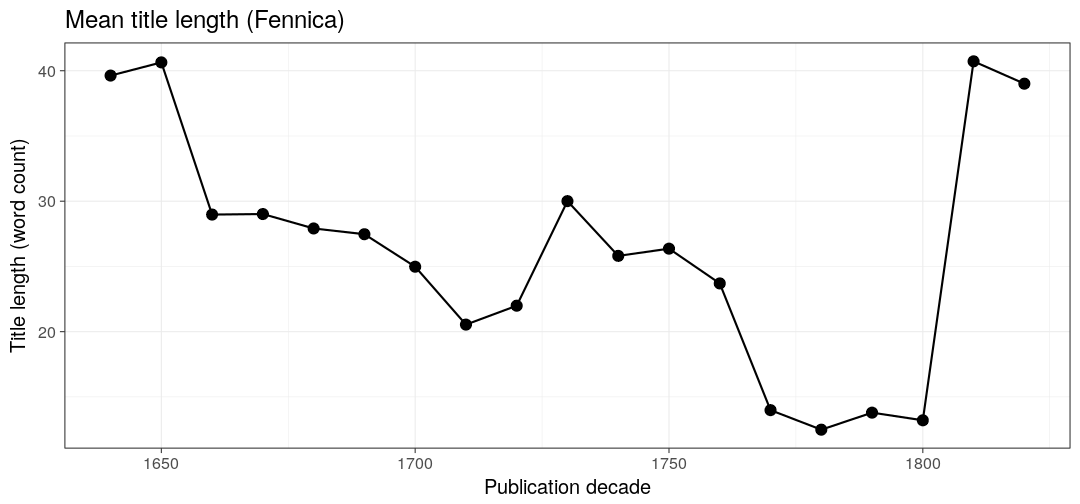 Mean title length (Fennica)
Title length (word count)
40
30
20
1650
1700
1750
1800
Publication decade